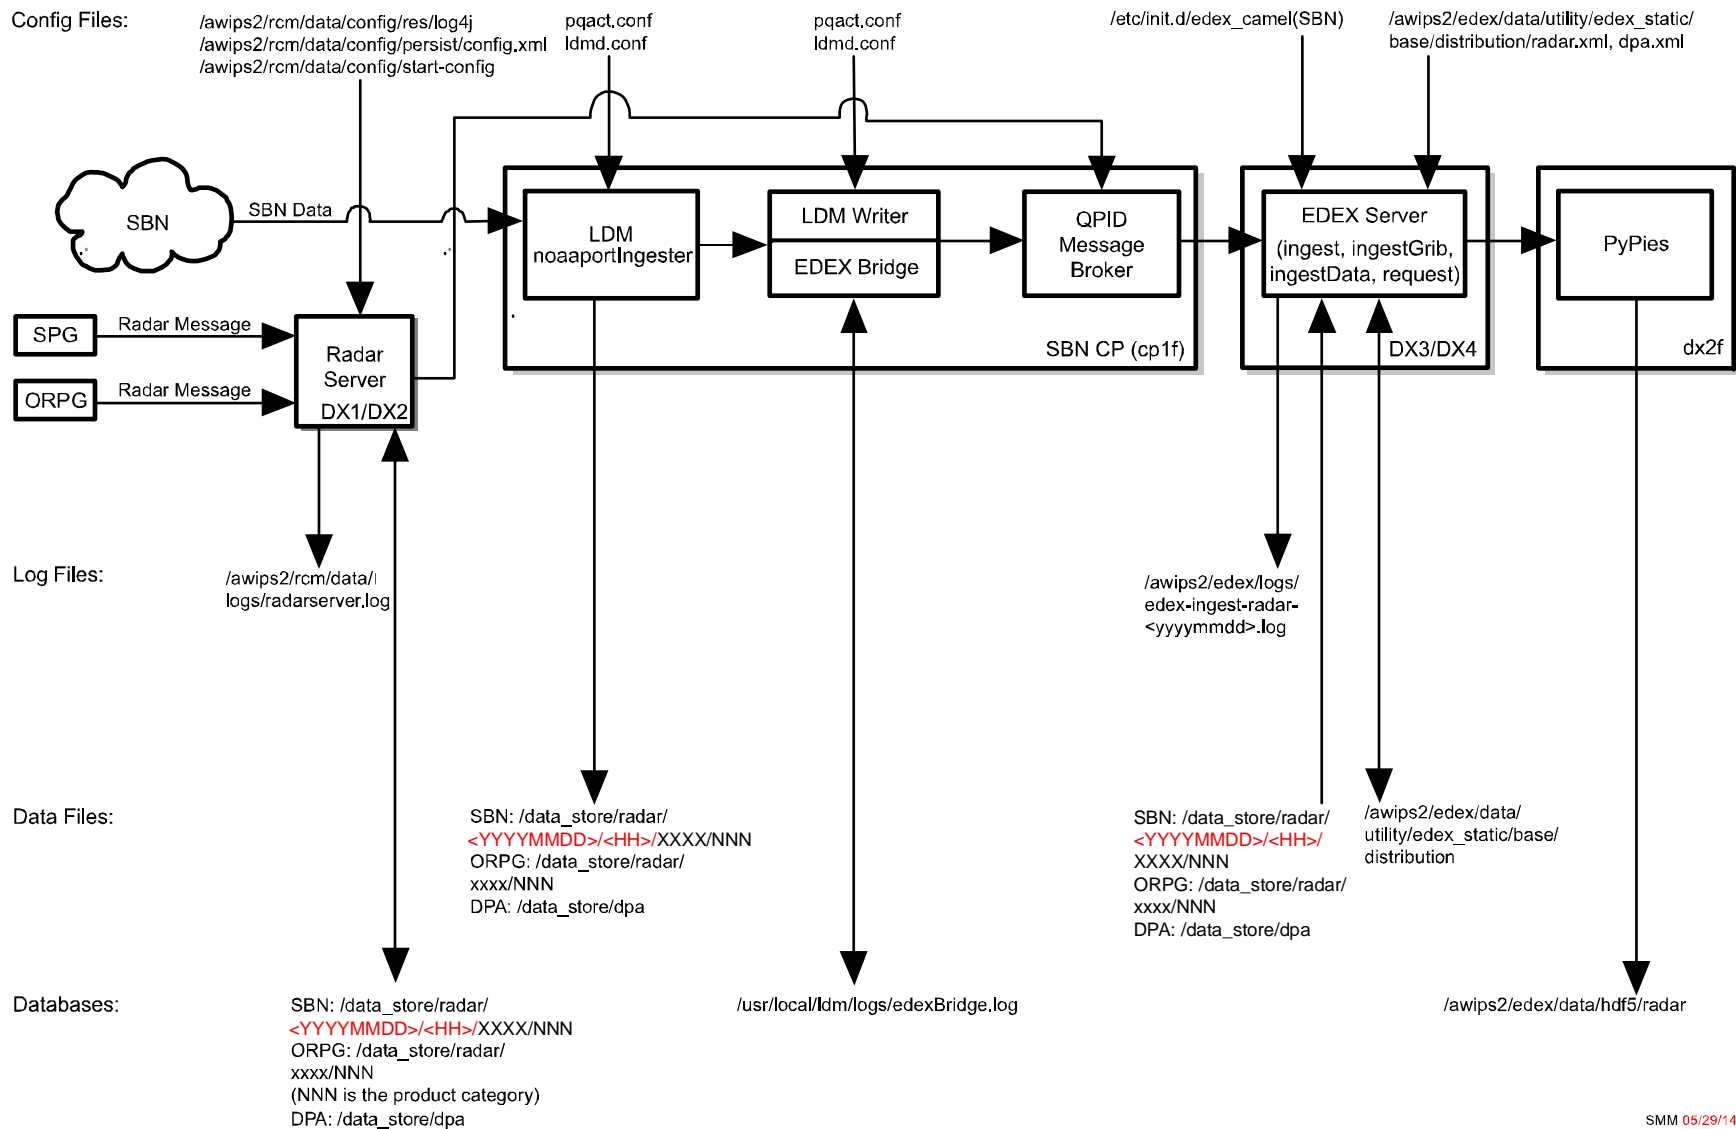 Config Files:
/awips2/rcm/data/config/res/log4j
/awips2/rcm/data/config/persist/config.xml
/awips2/rcm/data/config/start-config
pqact.conf
ldmd.conf
pqact.conf
ldmd.conf
/etc/init.d/edex_camel(SBN)
/awips2/edex/data/utility/edex_static/
base/distribution/radar.xml, dpa.xml
SBN
SBN Data
SPG
Radar Message
ORPG
Radar Message
Radar
Server
DX1/DX2
LDM
noaaportIngester
LDM Writer
EDEX Bridge
QPID
Message
Broker
SBN CP (cp1f)
EDEX Server
(ingest, ingestGrib,
ingestData, request)
DX3/DX4
PyPies
dx2f
Log Files:
/awips2/rcm/data/
logs/radarserver.log
/awips2/edex/logs/
edex-ingest-radar-
<yyyymmdd>.log
Data Files:
SBN: /data_store/radar/
<YYYYMMDD>/<HH>/XXXX/NNN
ORPG: /data_store/radar/
xxxx/NNN
DPA: /data_store/dpa
SBN: /data_store/radar/
<YYYYMMDD>/<HH>/
XXXX/NNN
ORPG: /data_store/radar/
xxxx/NNN
DPA: /data_store/dpa
/awips2/edex/data/
utility/edex_static/base/
distribution
Databases:
SBN: /data_store/radar/
<YYYYMMDD>/<HH>/XXXX/NNN
ORPG: /data_store/radar/
xxxx/NNN
(NNN is the product category)
DPA: /data_store/dpa
/usr/local/ldm/logs/edexBridge.log
/awips2/edex/data/hdf5/radar
SMM 05/29/14